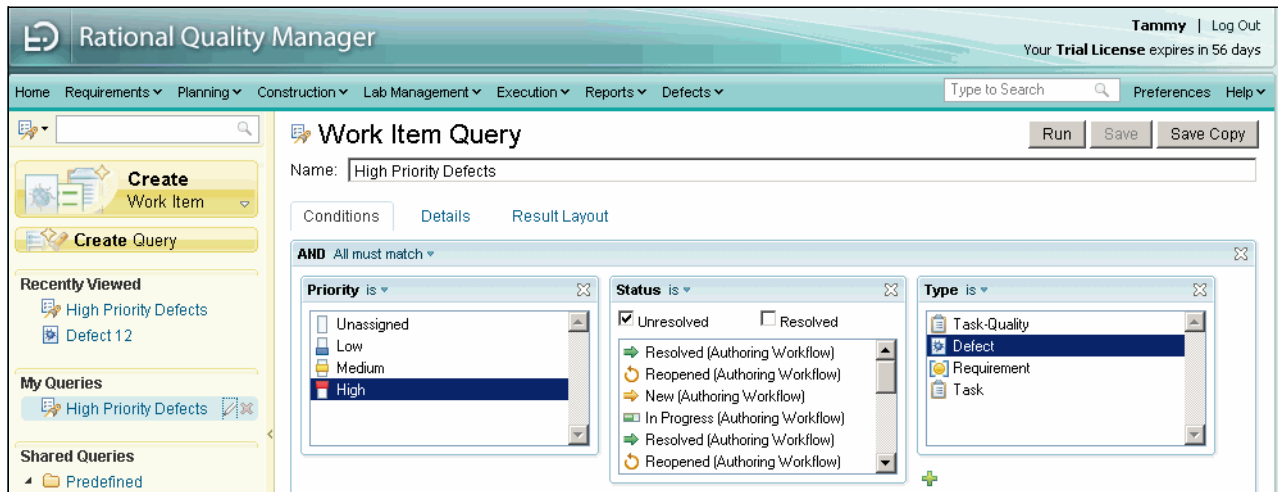 Rational Quality Manager
Tammy | Log Out
Your Trial License expires in 56 days
Home Requirements Planning Construction Lab Management Execution Reports Defects Type to Search Preferences Help
Work Item Query
Run Save Save Copy
Name: High Priority Defects
Create
Work Item
Create Query
Recently Viewed
High Priority Defects
Defect 12
My Queries
High Priority Defects
Shared Queries
Predefined
Conditions Details Result Layout
AND All must match
Priority is
Unassigned
Low
Medium
High
Status is
Unresolved Resolved
Resolved (Authoring Workflow)
Reopened (Authoring Workflow)
New (Authoring Workflow)
In Progress (Authoring Workflow)
Resolved (Authoring Workflow)
Reopened (Authoring Workflow)
Type is
Task-Quality
Defect
Requirement
Task